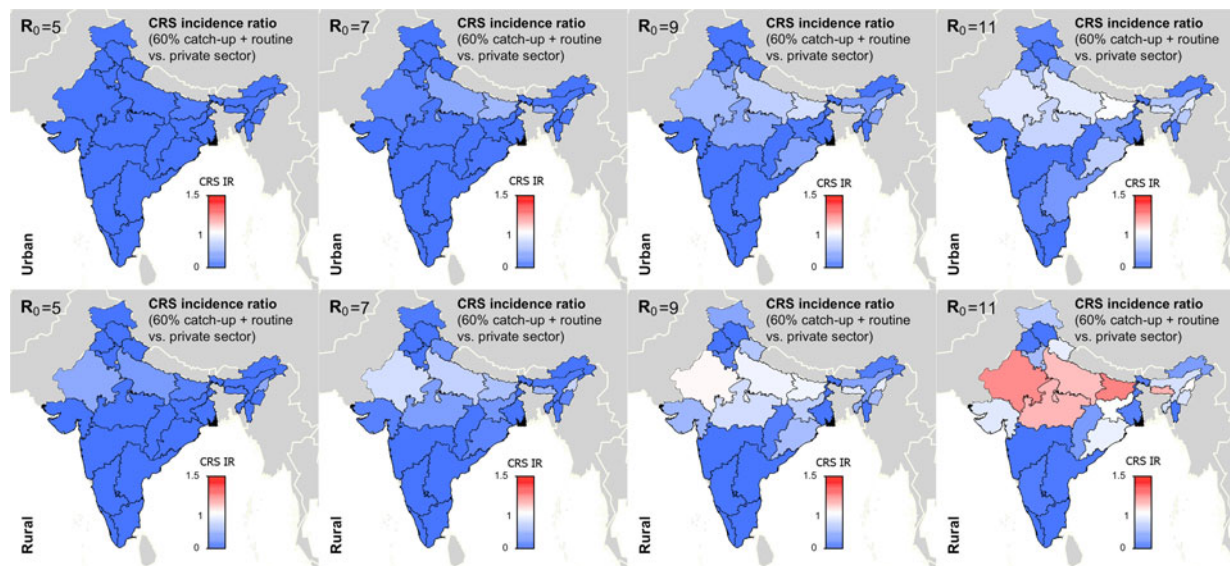 R0=5
CRS incidence ratio
(60% catch-up + routine
vs. private sector)
CRS IR
1.5
1
0
Urban
R0=7
CRS incidence ratio
(60% catch-up + routine
vs. private sector)
CRS IR
1.5
1
0
Urban
R0=9
CRS incidence ratio
(60% catch-up + routine
vs. private sector)
CRS IR
1.5
1
0
Urban
R0=11
CRS incidence ratio
(60% catch-up + routine
vs. private sector)
CRS IR
1.5
1
0
Urban
R0=5
CRS incidence ratio
(60% catch-up + routine
vs. private sector)
CRS IR
1.5
1
0
Rural
R0=7
CRS incidence ratio
(60% catch-up + routine
vs. private sector)
CRS IR
1.5
1
0
Rural
R0=9
CRS incidence ratio
(60% catch-up + routine
vs. private sector)
CRS IR
1.5
1
0
Rural
R0=11
CRS incidence ratio
(60% catch-up + routine
vs. private sector)
CRS IR
1.5
1
0
Rural